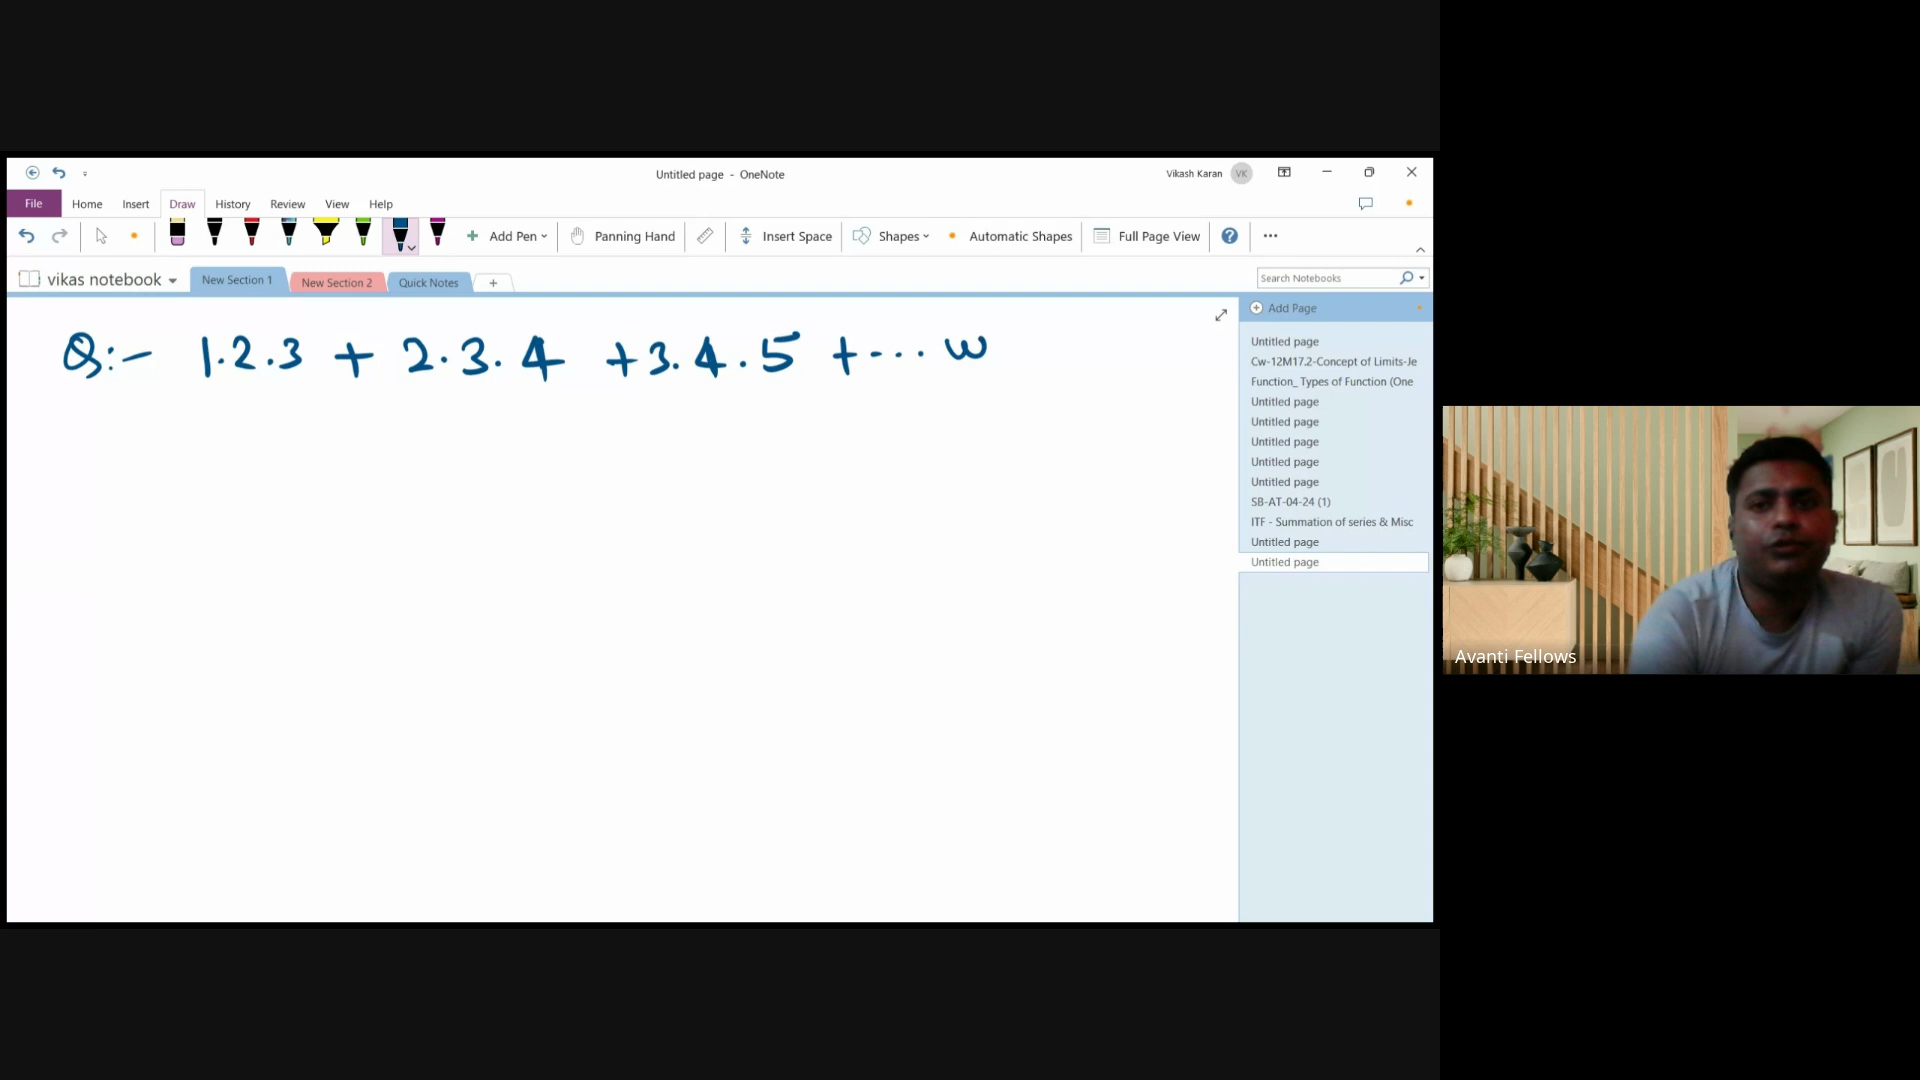 Untitled page - OneNote
Vikash Karan VK
File Home Insert Draw History Review View Help
Add Pen Panning Hand Insert Space Shapes Automatic Shapes Full Page View
vikas notebook New Section 1 New Section 2 Quick Notes + Search Notebooks
Add Page
Q:- 1.2.3 + 2.3.4 +3.4.5 +---
Untitled page
Cw-12M17.2-Concept of Limits-Je
Function_ Types of Function (One
Untitled page
Untitled page
Untitled page
Untitled page
Untitled page
SB-AT-04-24 (1)
ITF - Summation of series & Misc
Untitled page
Untitled page
Avanti Fellows